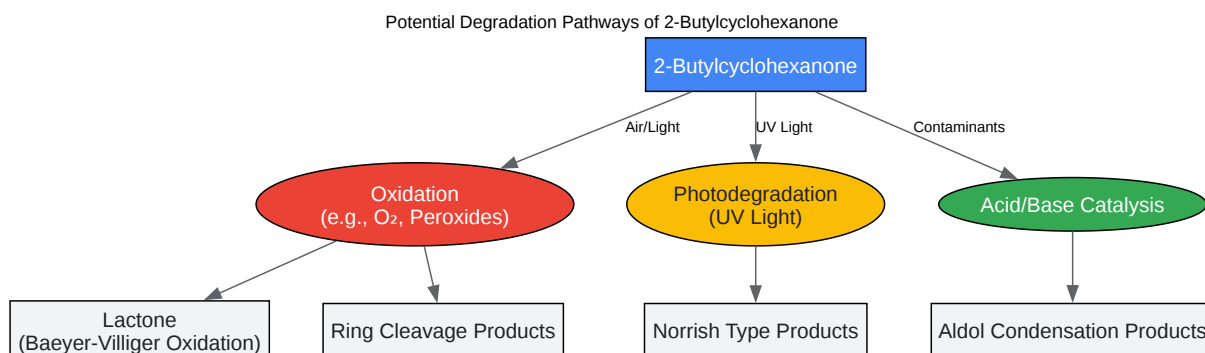 Potential Degradation Pathways of 2-Butylcyclohexanone
2-Butylcyclohexanone
Air/Light
UV Light
Contaminants
Oxidation
(e.g., O₂, Peroxides)
Photodegradation
(UV Light)
Acid/Base Catalysis
Lactone
(Baeyer-Villiger Oxidation)
Ring Cleavage Products
Norrish Type Products
Aldol Condensation Products